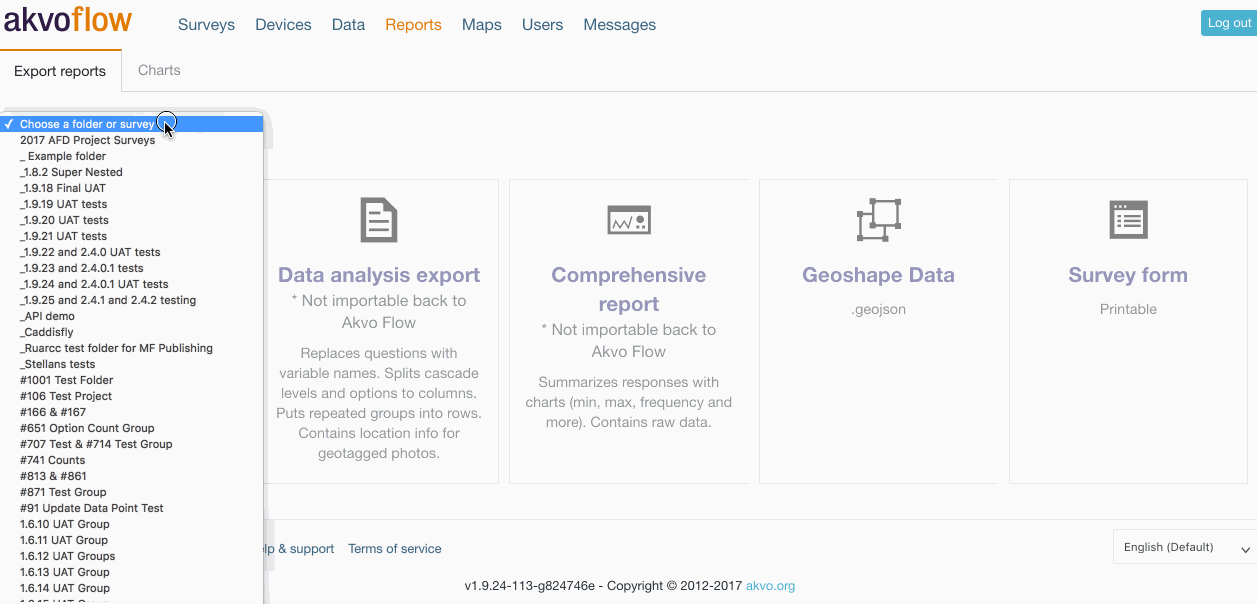 akvoflow
Surveys Devices Data Reports Maps Users Messages
Log out
Export reports Charts
✓ Choose a folder or survey
2017 AFD Project Surveys
_ Example folder
_1.8.2 Super Nested
_1.9.18 Final UAT
_1.9.19 UAT tests
_1.9.20 UAT tests
_1.9.21 UAT tests
_1.9.22 and 2.4.0 UAT tests
_1.9.23 and 2.4.0.1 tests
_1.9.24 and 2.4.0.1 UAT tests
_1.9.25 and 2.4.1 and 2.4.2 testing
_API demo
_Caddisfly
_Ruarcc test folder for MF Publishing
_Stellans tests
#1001 Test Folder
#106 Test Project
#166 & #167
#651 Option Count Group
#707 Test & #714 Test Group
#741 Counts
#813 & #861
#871 Test Group
#91 Update Data Point Test
1.6.10 UAT Group
1.6.11 UAT Group
1.6.12 UAT Groups
1.6.13 UAT Group
1.6.14 UAT Group
Data analysis export
* Not importable back to
Akvo Flow
Replaces questions with
variable names. Splits cascade
levels and options to columns.
Puts repeated groups into rows.
Contains location info for
geotagged photos.
Comprehensive
report
* Not importable back to
Akvo Flow
Summarizes responses with
charts (min, max, frequency and
more). Contains raw data.
Geoshape Data
.geojson
Survey form
Printable
lp & support Terms of service
English (Default)
v1.9.24-113-g824746e - Copyright © 2012-2017 akvo.org